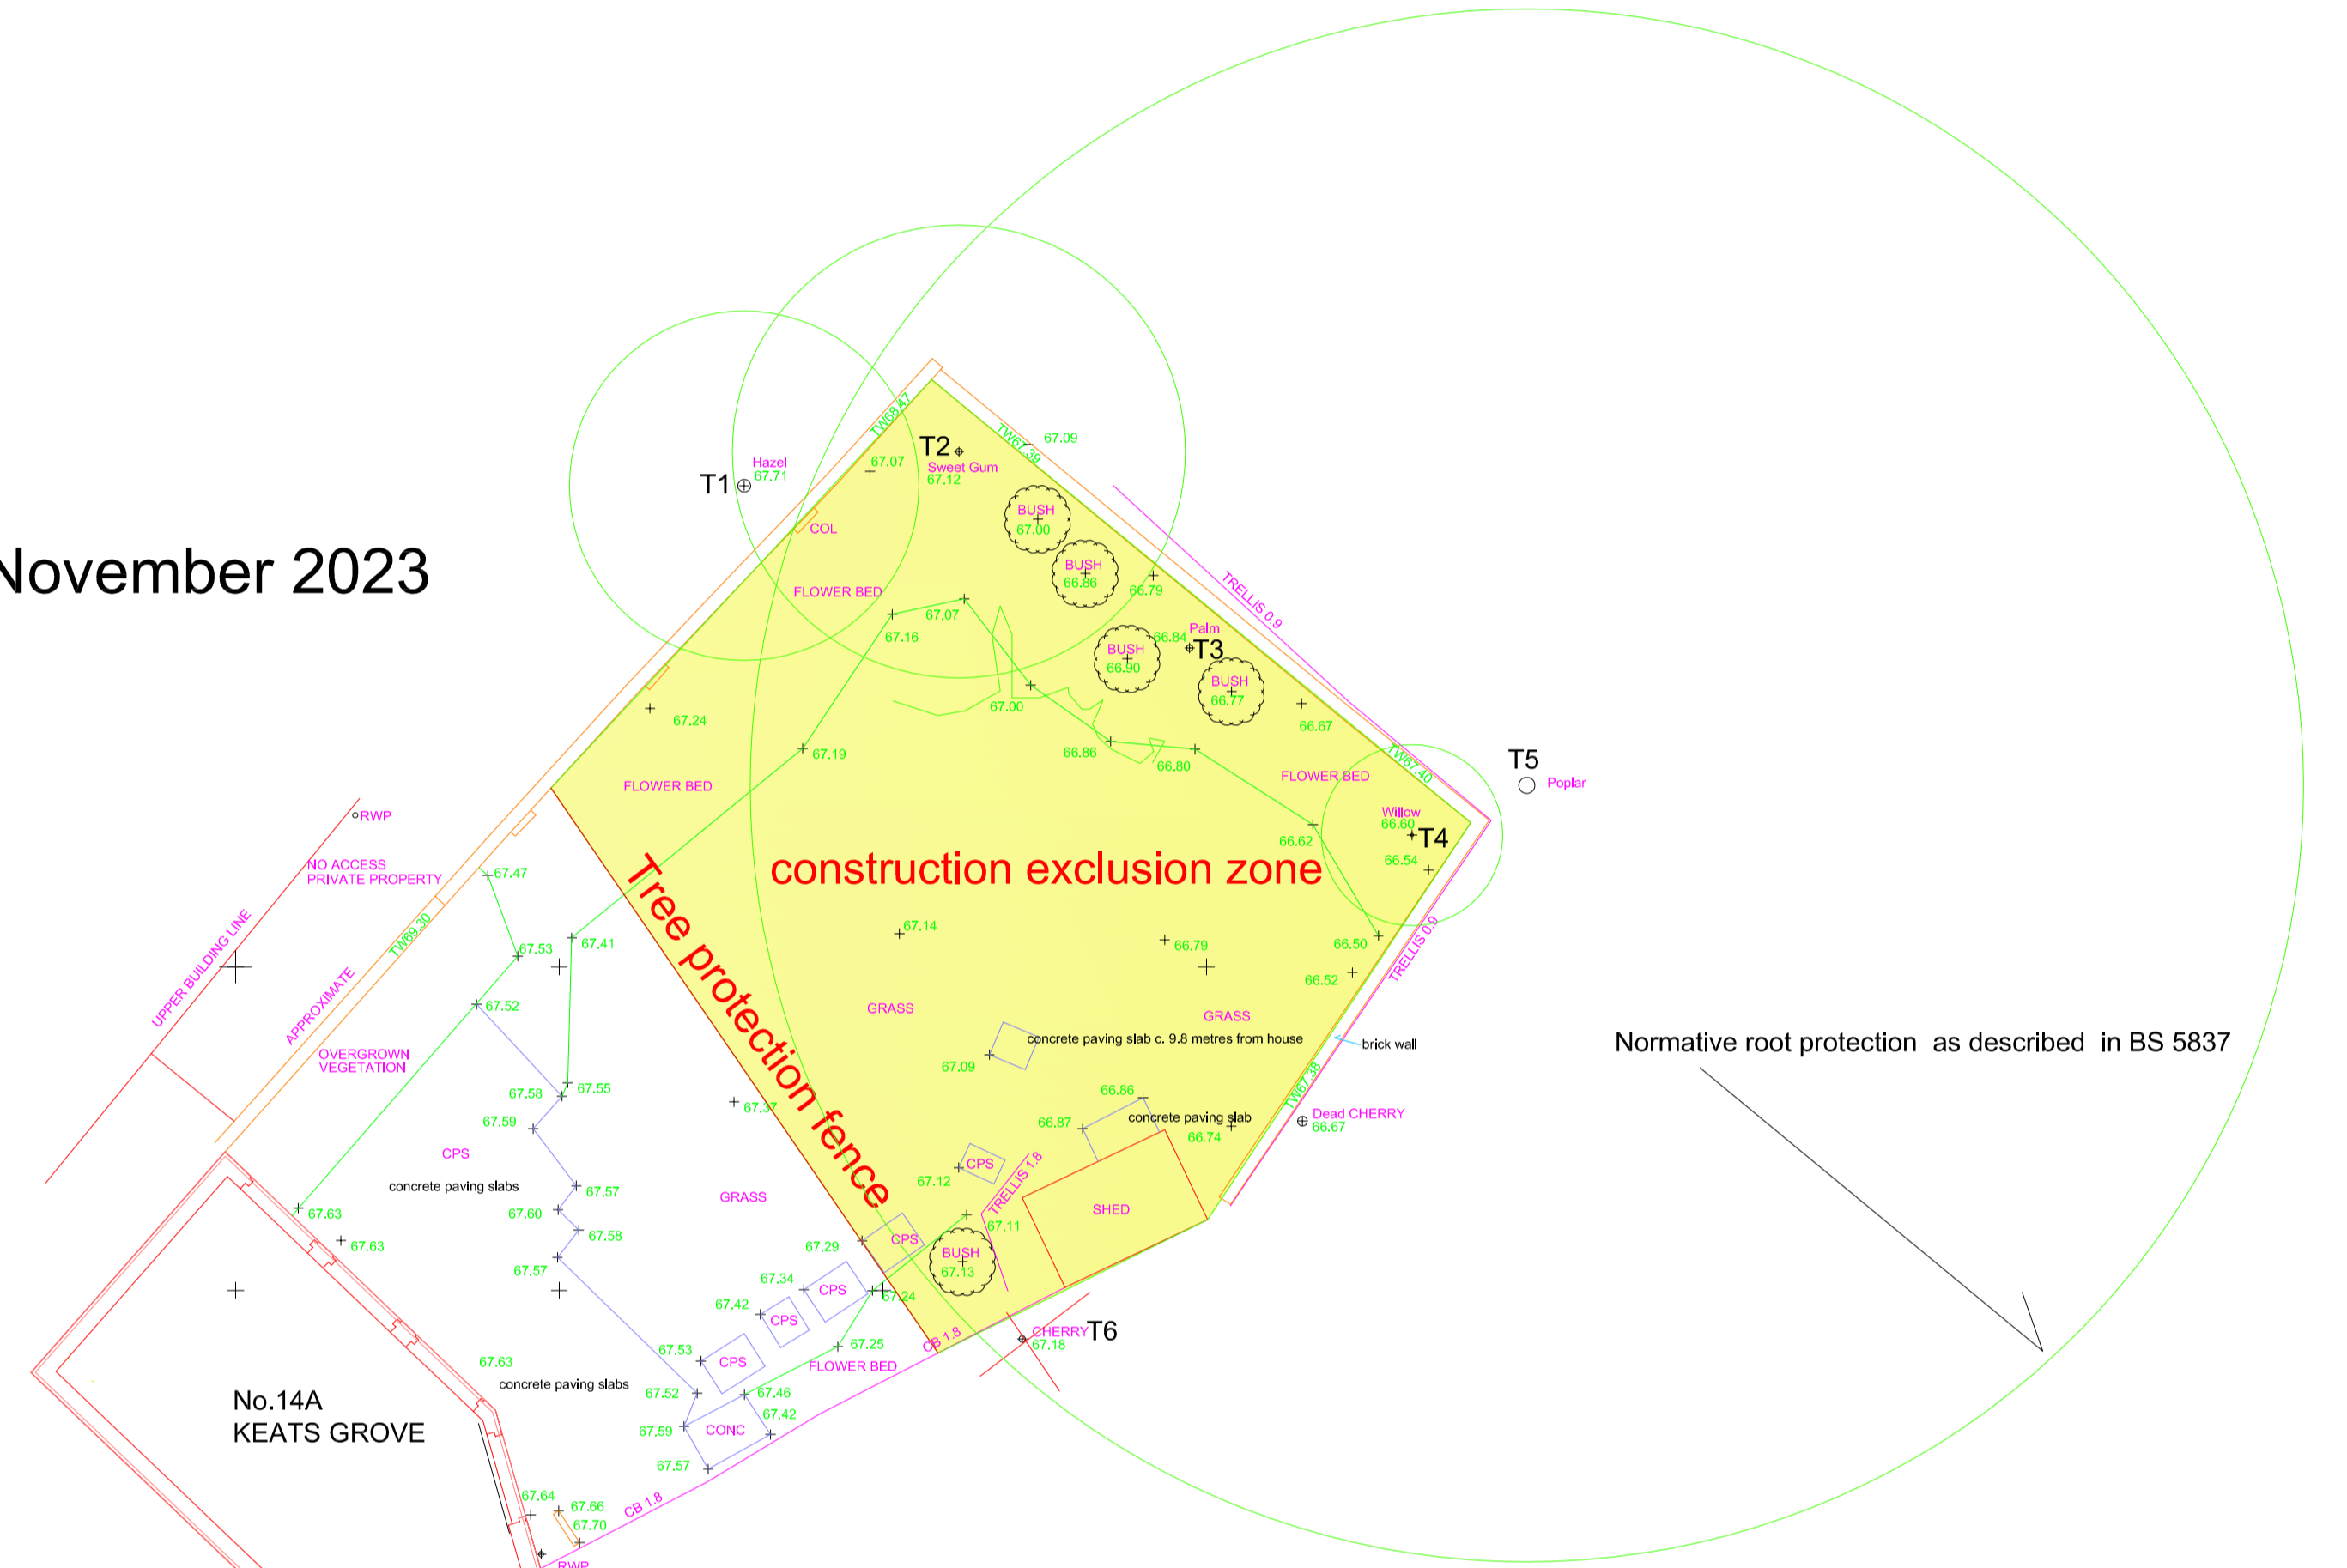 November 2023
T1
Hazel
67.71
TW68.47
T2
67.07
Sweet Gum
67.12
TW67.39
67.09
COL
BUSH
67.00
BUSH
66.86
66.79
FLOWER BED
67.07
67.16
TRELLIS 0.9
66.84
Palm
T3
BUSH
66.90
BUSH
66.77
67.24
67.19
67.00
66.67
66.86
66.80
TW67.40
FLOWER BED
FLOWER BED
T5
Poplar
Willow
66.60
T4
66.62
66.54
RWP
NO ACCESS
PRIVATE PROPERTY
67.47
construction exclusion zone
Tree protection fence
UPPER BUILDING LINE
TW69.30
APPROXIMATE
67.53
67.41
67.14
66.79
66.50
66.52
TRELLIS 0.9
67.52
GRASS
GRASS
OVERGROWN
VEGETATION
concrete paving slab c. 9.8 metres from house
brick wall
Normative root protection as described in BS 5837
67.09
67.58
67.55
67.59
67.37
66.86
66.87
concrete paving slab
66.74
TW67.38
Dead CHERRY
66.67
CPS
concrete paving slabs
67.57
67.60
67.58
67.57
GRASS
CPS
67.12
TRELLIS 1.8
SHED
67.63
67.63
67.11
67.29
CPS
BUSH
67.13
67.34
CPS
67.24
67.42
CPS
67.25
CB 1.8
CHERRY
T6
67.18
67.53
CPS
FLOWER BED
67.63
concrete paving slabs
67.52
67.46
67.42
67.59
CONC
67.57
No.14A
KEATS GROVE
67.64
67.66
67.70
CB 1.8
RWP